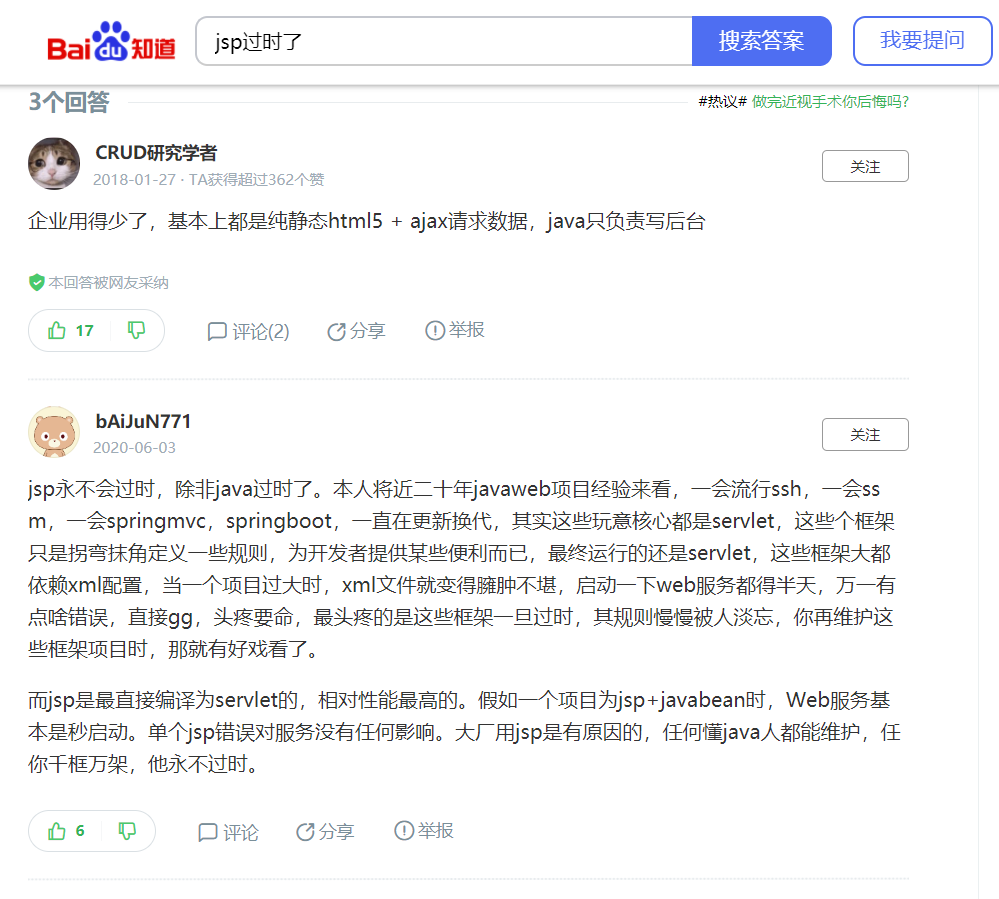 Bai du 知道
jsp过时了
搜索答案
我要提问
3个回答
#热议# 做完近视手术你后悔吗?
CRUD研究学者
2018-01-27 · TA获得超过362个赞
关注
企业用得少了，基本上都是纯静态html5 + ajax请求数据，java只负责写后台
本回答被网友采纳
17
评论(2)
分享
举报
bAiJuN771
2020-06-03
关注
jsp永不会过时，除非java过时了。本人将近二十年javaweb项目经验来看，一会流行ssh，一会ss
m，一会springmvc，springboot，一直在更新换代，其实这些玩意核心都是servlet，这些个框架
只是拐弯抹角定义一些规则，为开发者提供某些便利而已，最终运行的还是servlet，这些框架大都
依赖xml配置，当一个项目过大时，xml文件就变得臃肿不堪，启动一下web服务都得半天，万一有
点啥错误，直接gg，头疼要命，最头疼的是这些框架一旦过时，其规则慢慢被人淡忘，你再维护这
些框架项目时，那就有好戏看了。
而jsp是最直接编译为servlet的，相对性能最高的。假如一个项目为jsp+javabean时，Web服务基
本是秒启动。单个jsp错误对服务没有任何影响。大厂用jsp是有原因的，任何懂java人都能维护，任
你千框万架，他永不过时。
6
评论
分享
举报